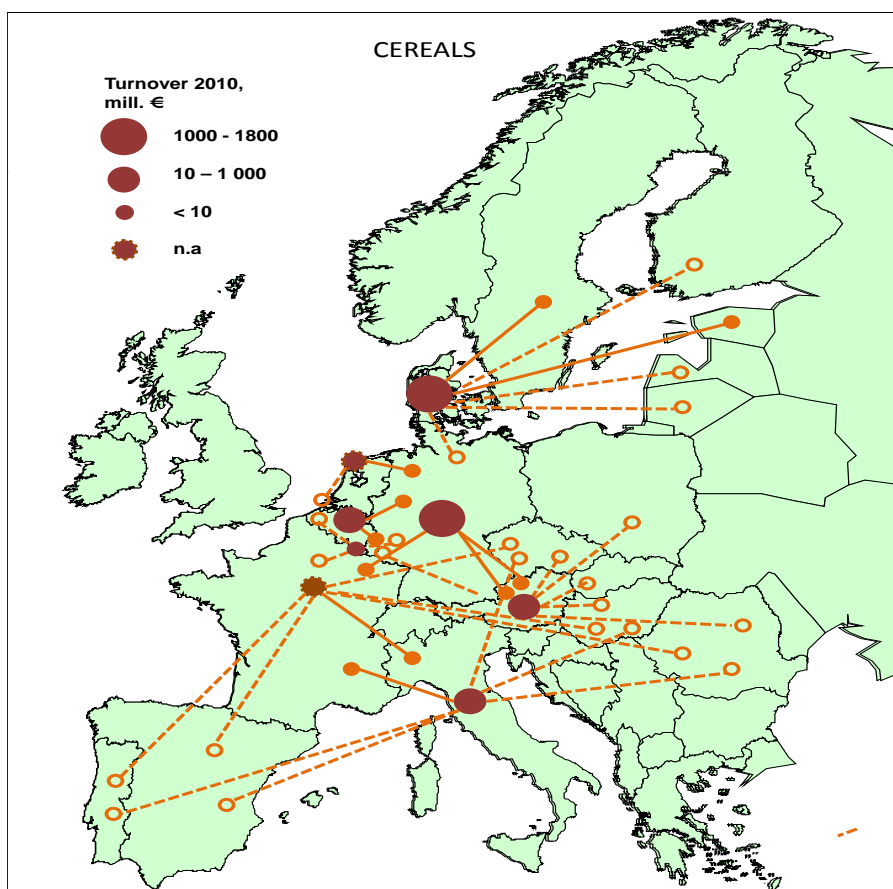 CEREALS
Turnover 2010,
mill. €
1000 - 1800
10 – 1 000
< 10
n.a